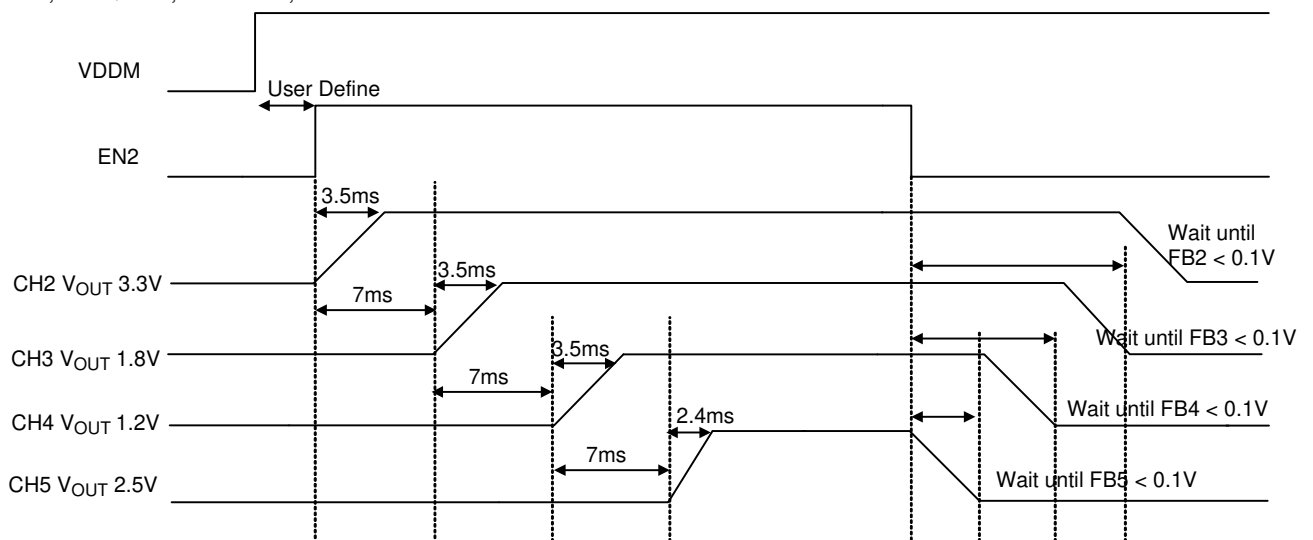 VDDM
User Define
EN2
3.5ms
Wait until
FB2 < 0.1V
CH2 VOUT 3.3V
3.5ms
7ms
Wait until FB3 < 0.1V
CH3 VOUT 1.8V
3.5ms
7ms
Wait until FB4 < 0.1V
CH4 VOUT 1.2V
2.4ms
7ms
Wait until FB5 < 0.1V
CH5 VOUT 2.5V